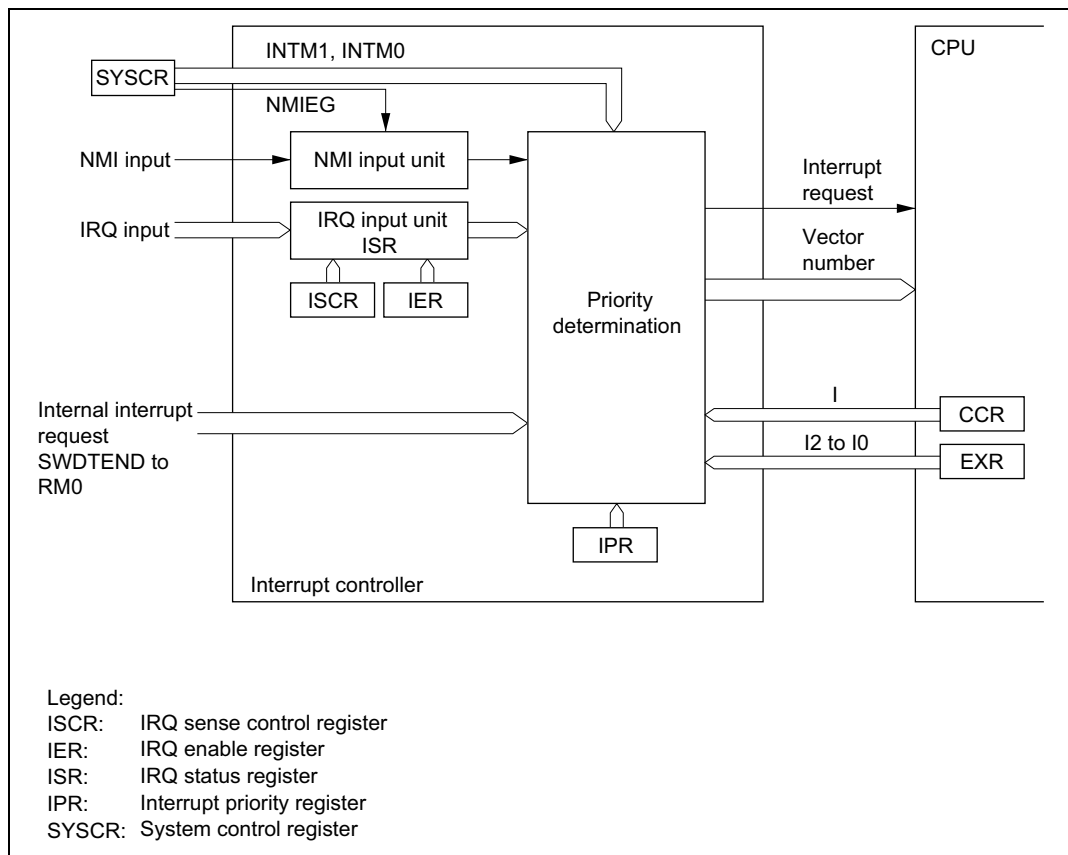 INTM1, INTM0
CPU
SYSCR
NMIEG
NMI input
NMI input unit
Interrupt
request
IRQ input
IRQ input unit
ISR
Vector
number
ISCR
IER
Priority
determination
Internal interrupt
request
SWDTEND to
RM0
I
CCR
I2 to I0
EXR
IPR
Interrupt controller
Legend:
ISCR: IRQ sense control register
IER: IRQ enable register
ISR: IRQ status register
IPR: Interrupt priority register
SYSCR: System control register